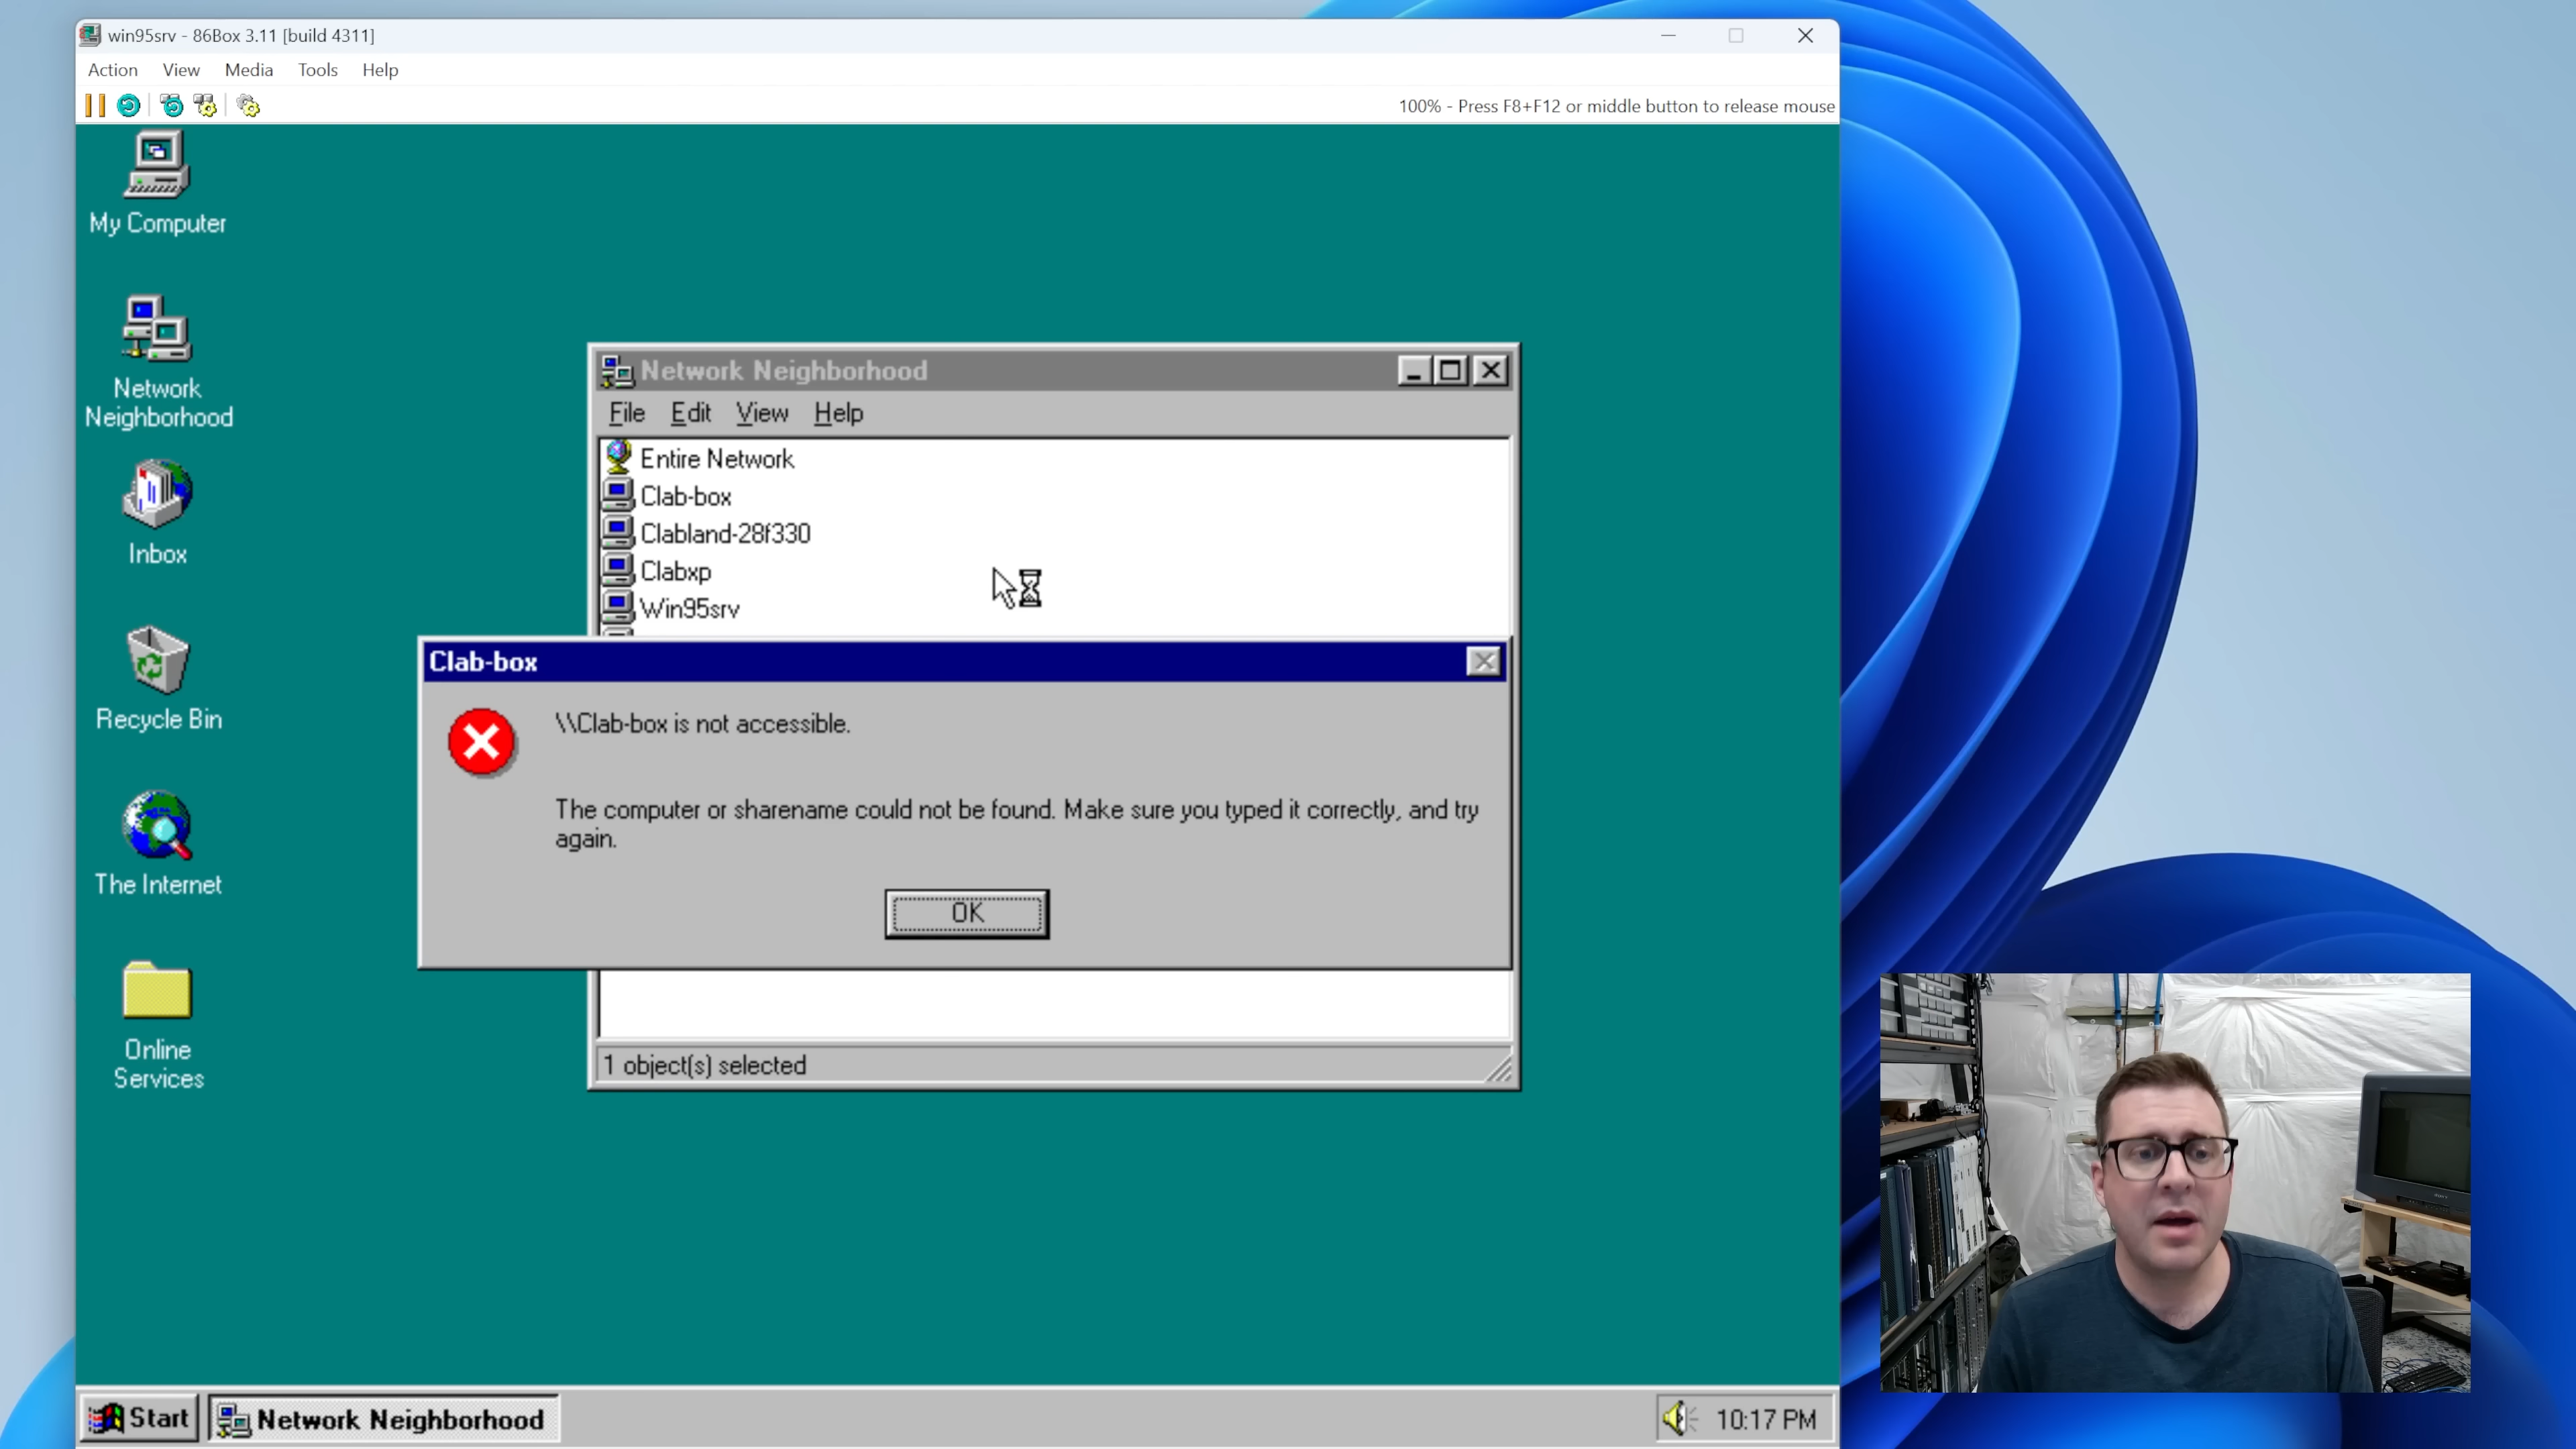 win95srv - 86Box 3.11 [build 4311]
Action View Media Tools Help
100% - Press F8+F12 or middle button to release mouse
My Computer
Network
Neighborhood
Inbox
Recycle Bin
The Internet
Online
Services
Network Neighborhood
File Edit View Help
Entire Network
Clab-box
Clabland-28f330
Clabxp
Win95srv
Clab-box
\\Clab-box is not accessible.
The computer or sharename could not be found. Make sure you typed it correctly, and try
again.
OK
1 object(s) selected
Start
Network Neighborhood
10:17 PM